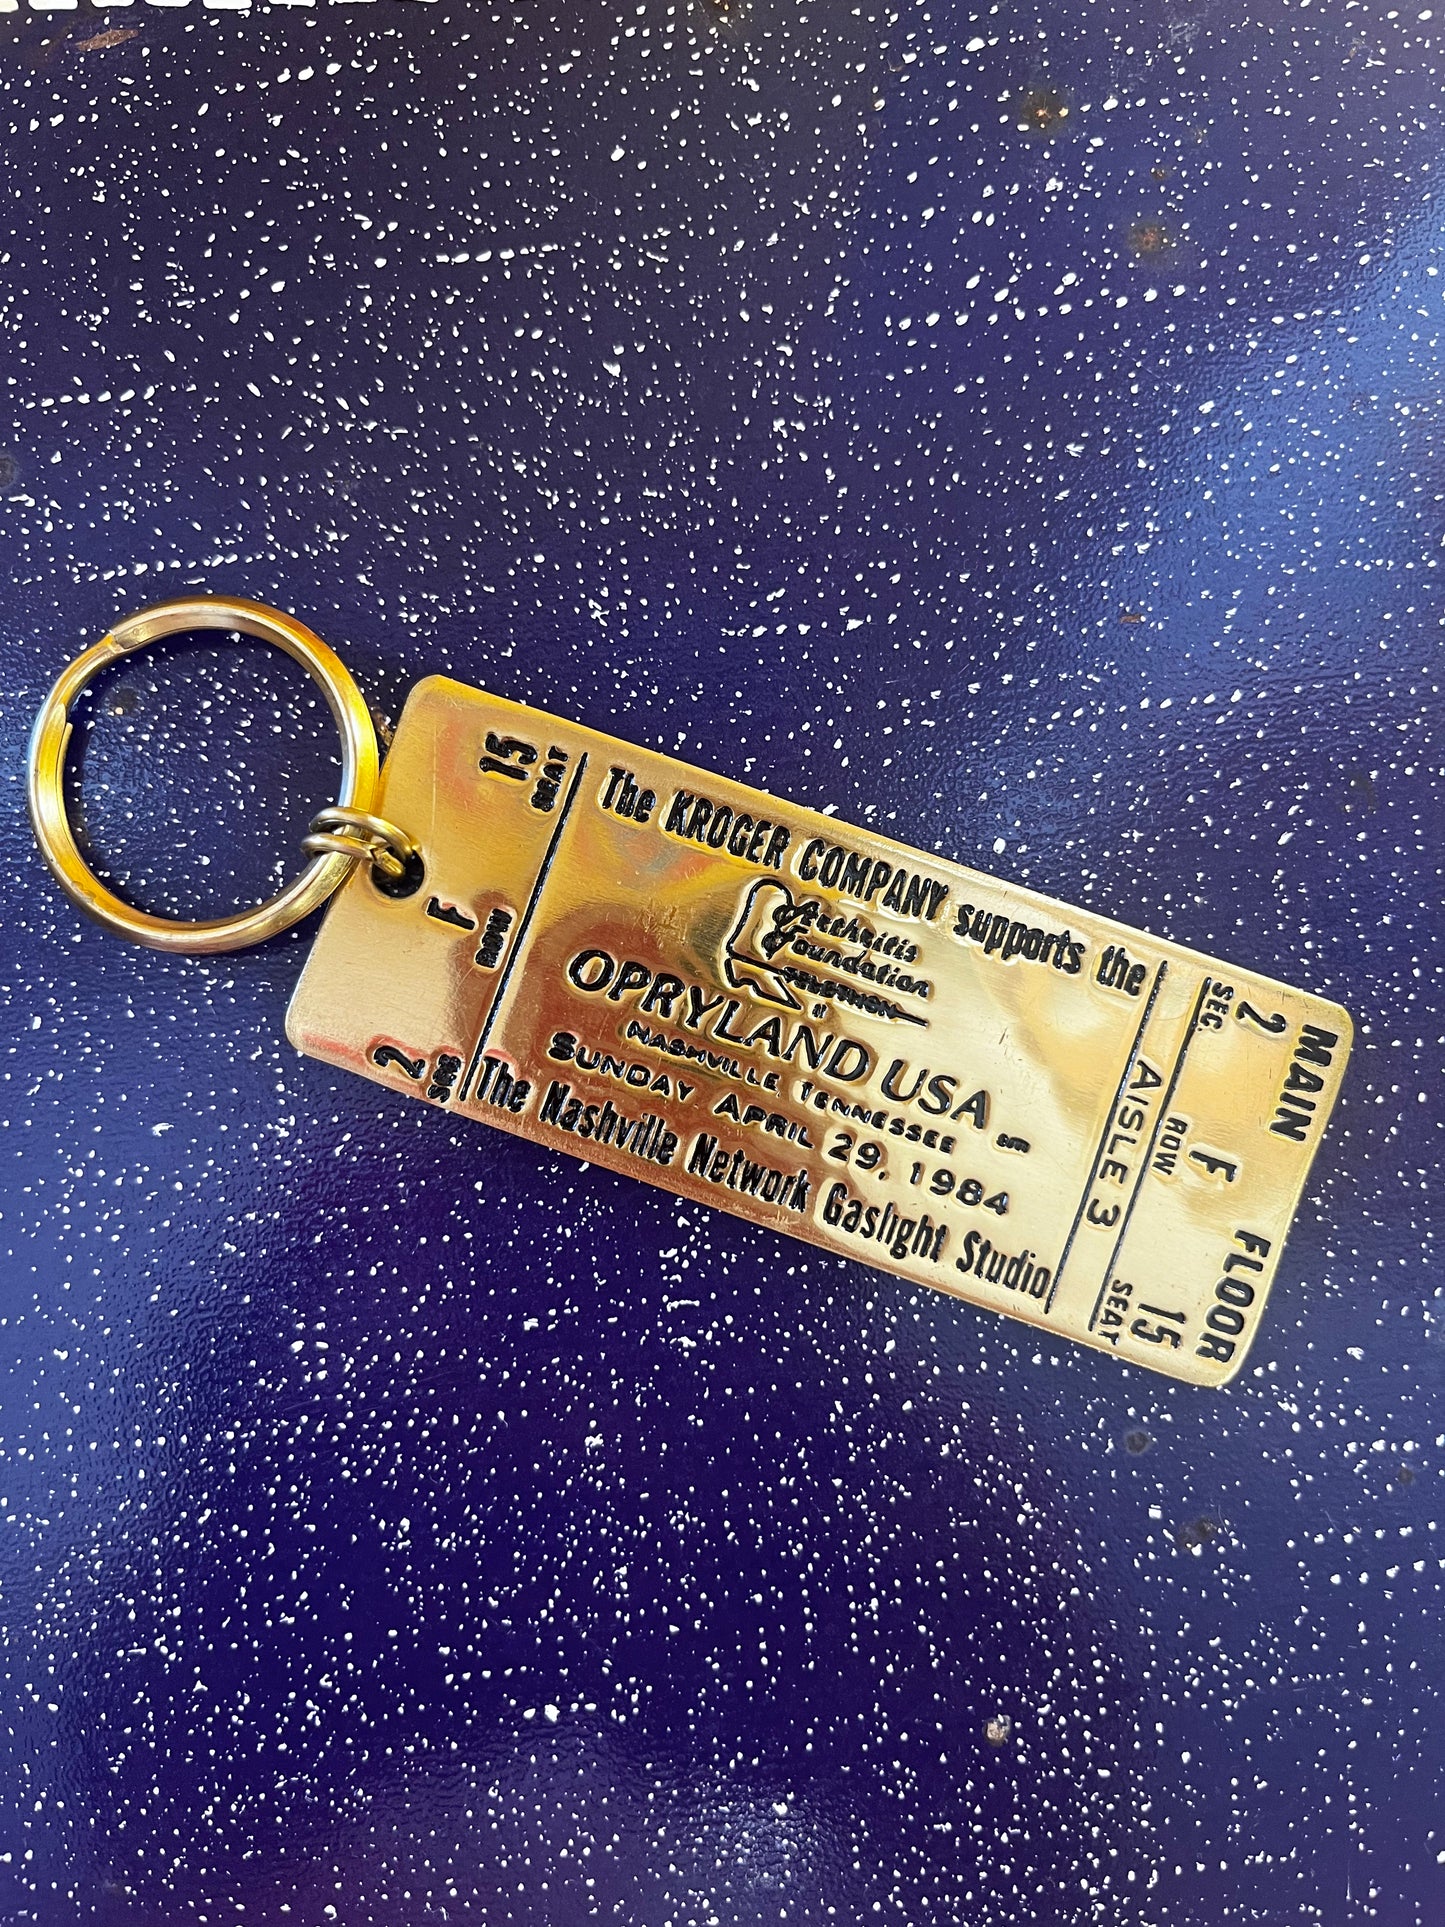 15
SEAT
F
ROW
2
SEC.
The KROGER COMPANY supports the
Arthritis
Foundation
TELETHON
OPRYLAND USA
NASHVILLE, TENNESSEE
SUNDAY APRIL 29, 1984
The Nashville Network Gaslight Studio
AISLE 3
SEC.
2
ROW
F
SEAT
15
MAIN FLOOR